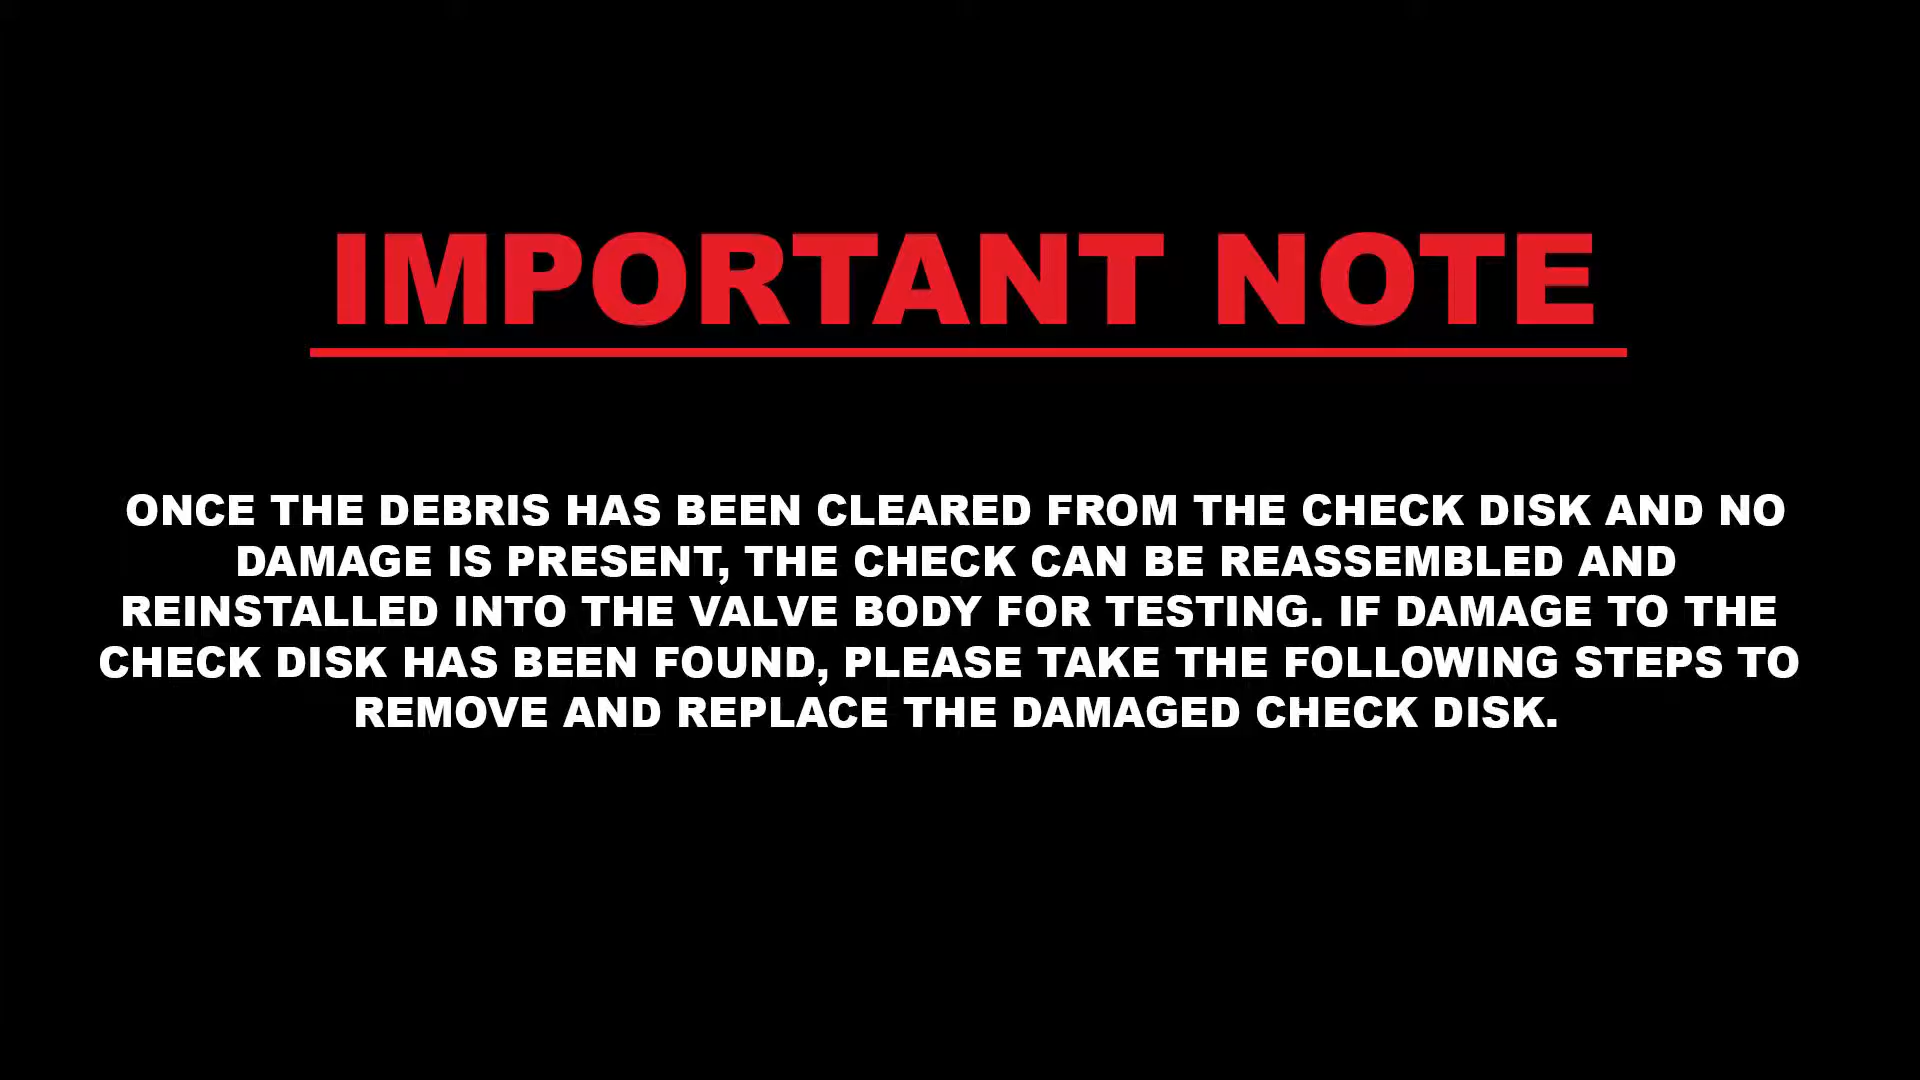 IMPORTANT NOTE
ONCE THE DEBRIS HAS BEEN CLEARED FROM THE CHECK DISK AND NO
DAMAGE IS PRESENT, THE CHECK CAN BE REASSEMBLED AND
REINSTALLED INTO THE VALVE BODY FOR TESTING. IF DAMAGE TO THE
CHECK DISK HAS BEEN FOUND, PLEASE TAKE THE FOLLOWING STEPS TO
REMOVE AND REPLACE THE DAMAGED CHECK DISK.